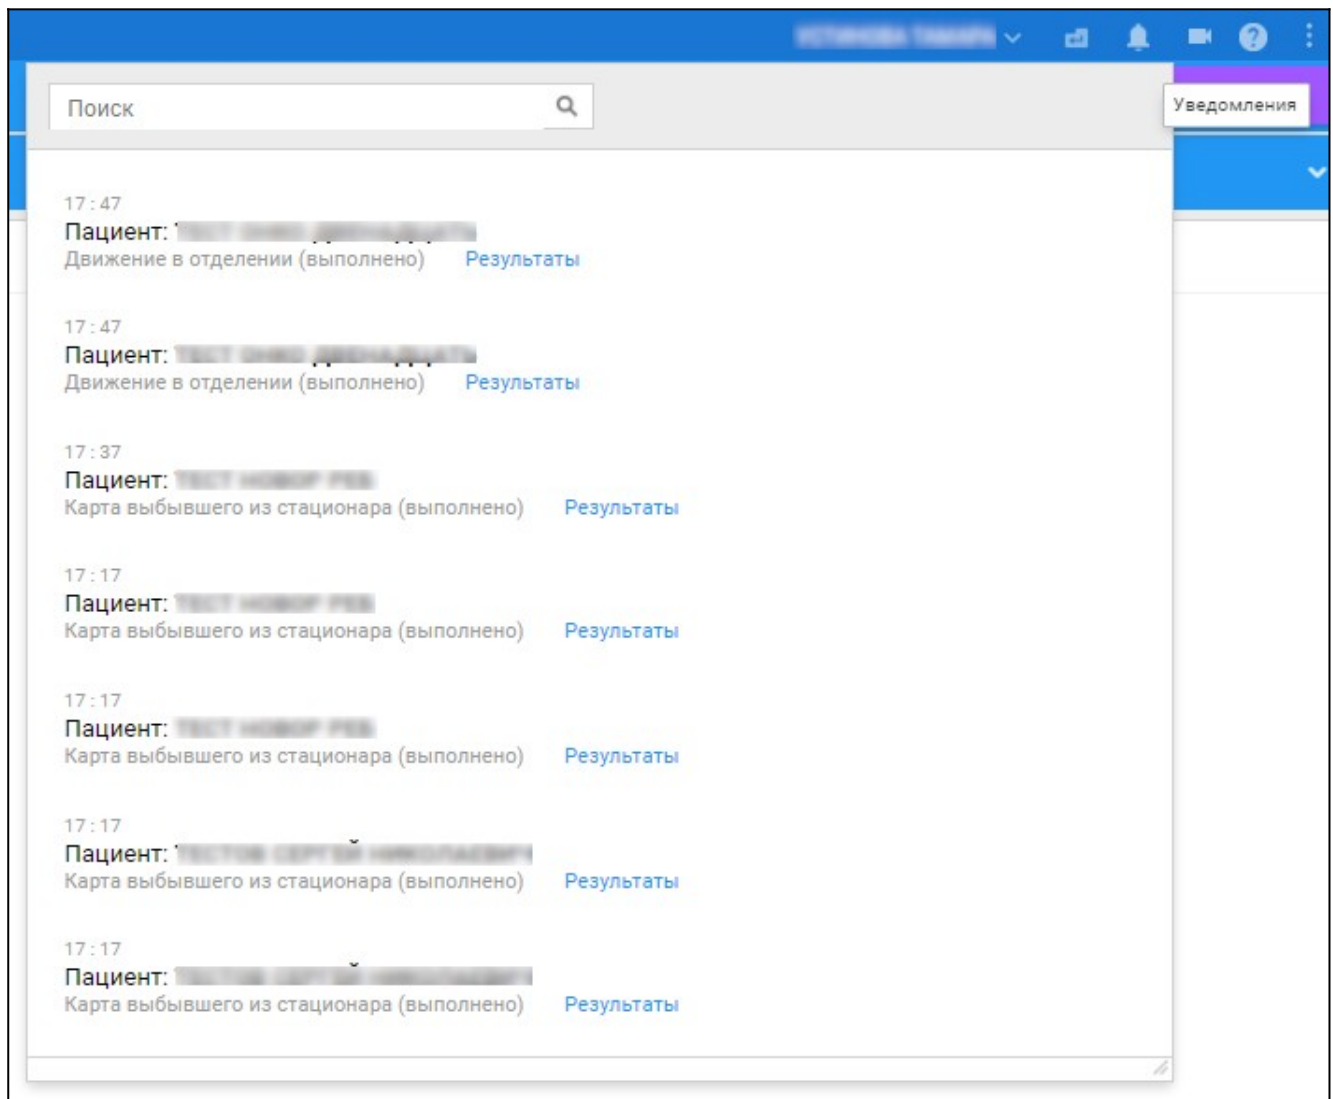 Поиск
Уведомления
17:47
Пациент:
Движение в отделении (выполнено) Результаты
17:47
Пациент:
Движение в отделении (выполнено) Результаты
17:37
Пациент:
Карта выбывшего из стационара (выполнено) Результаты
17:17
Пациент:
Карта выбывшего из стационара (выполнено) Результаты
17:17
Пациент:
Карта выбывшего из стационара (выполнено) Результаты
17:17
Пациент:
Карта выбывшего из стационара (выполнено) Результаты
17:17
Пациент:
Карта выбывшего из стационара (выполнено) Результаты